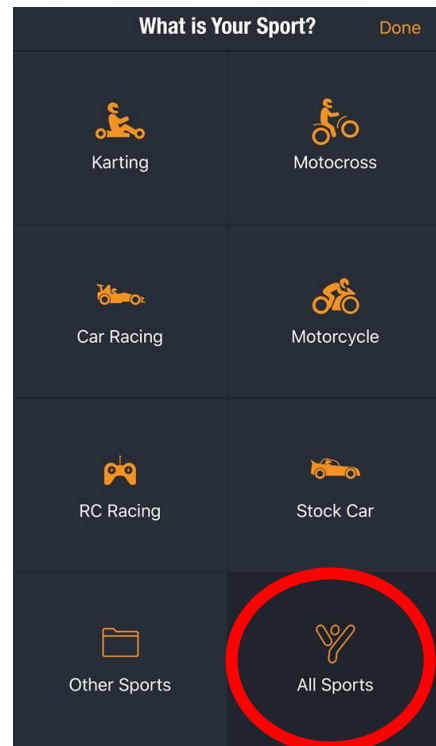 What is Your Sport? Done
Karting Motocross
Car Racing Motorcycle
RC Racing Stock Car
Other Sports All Sports